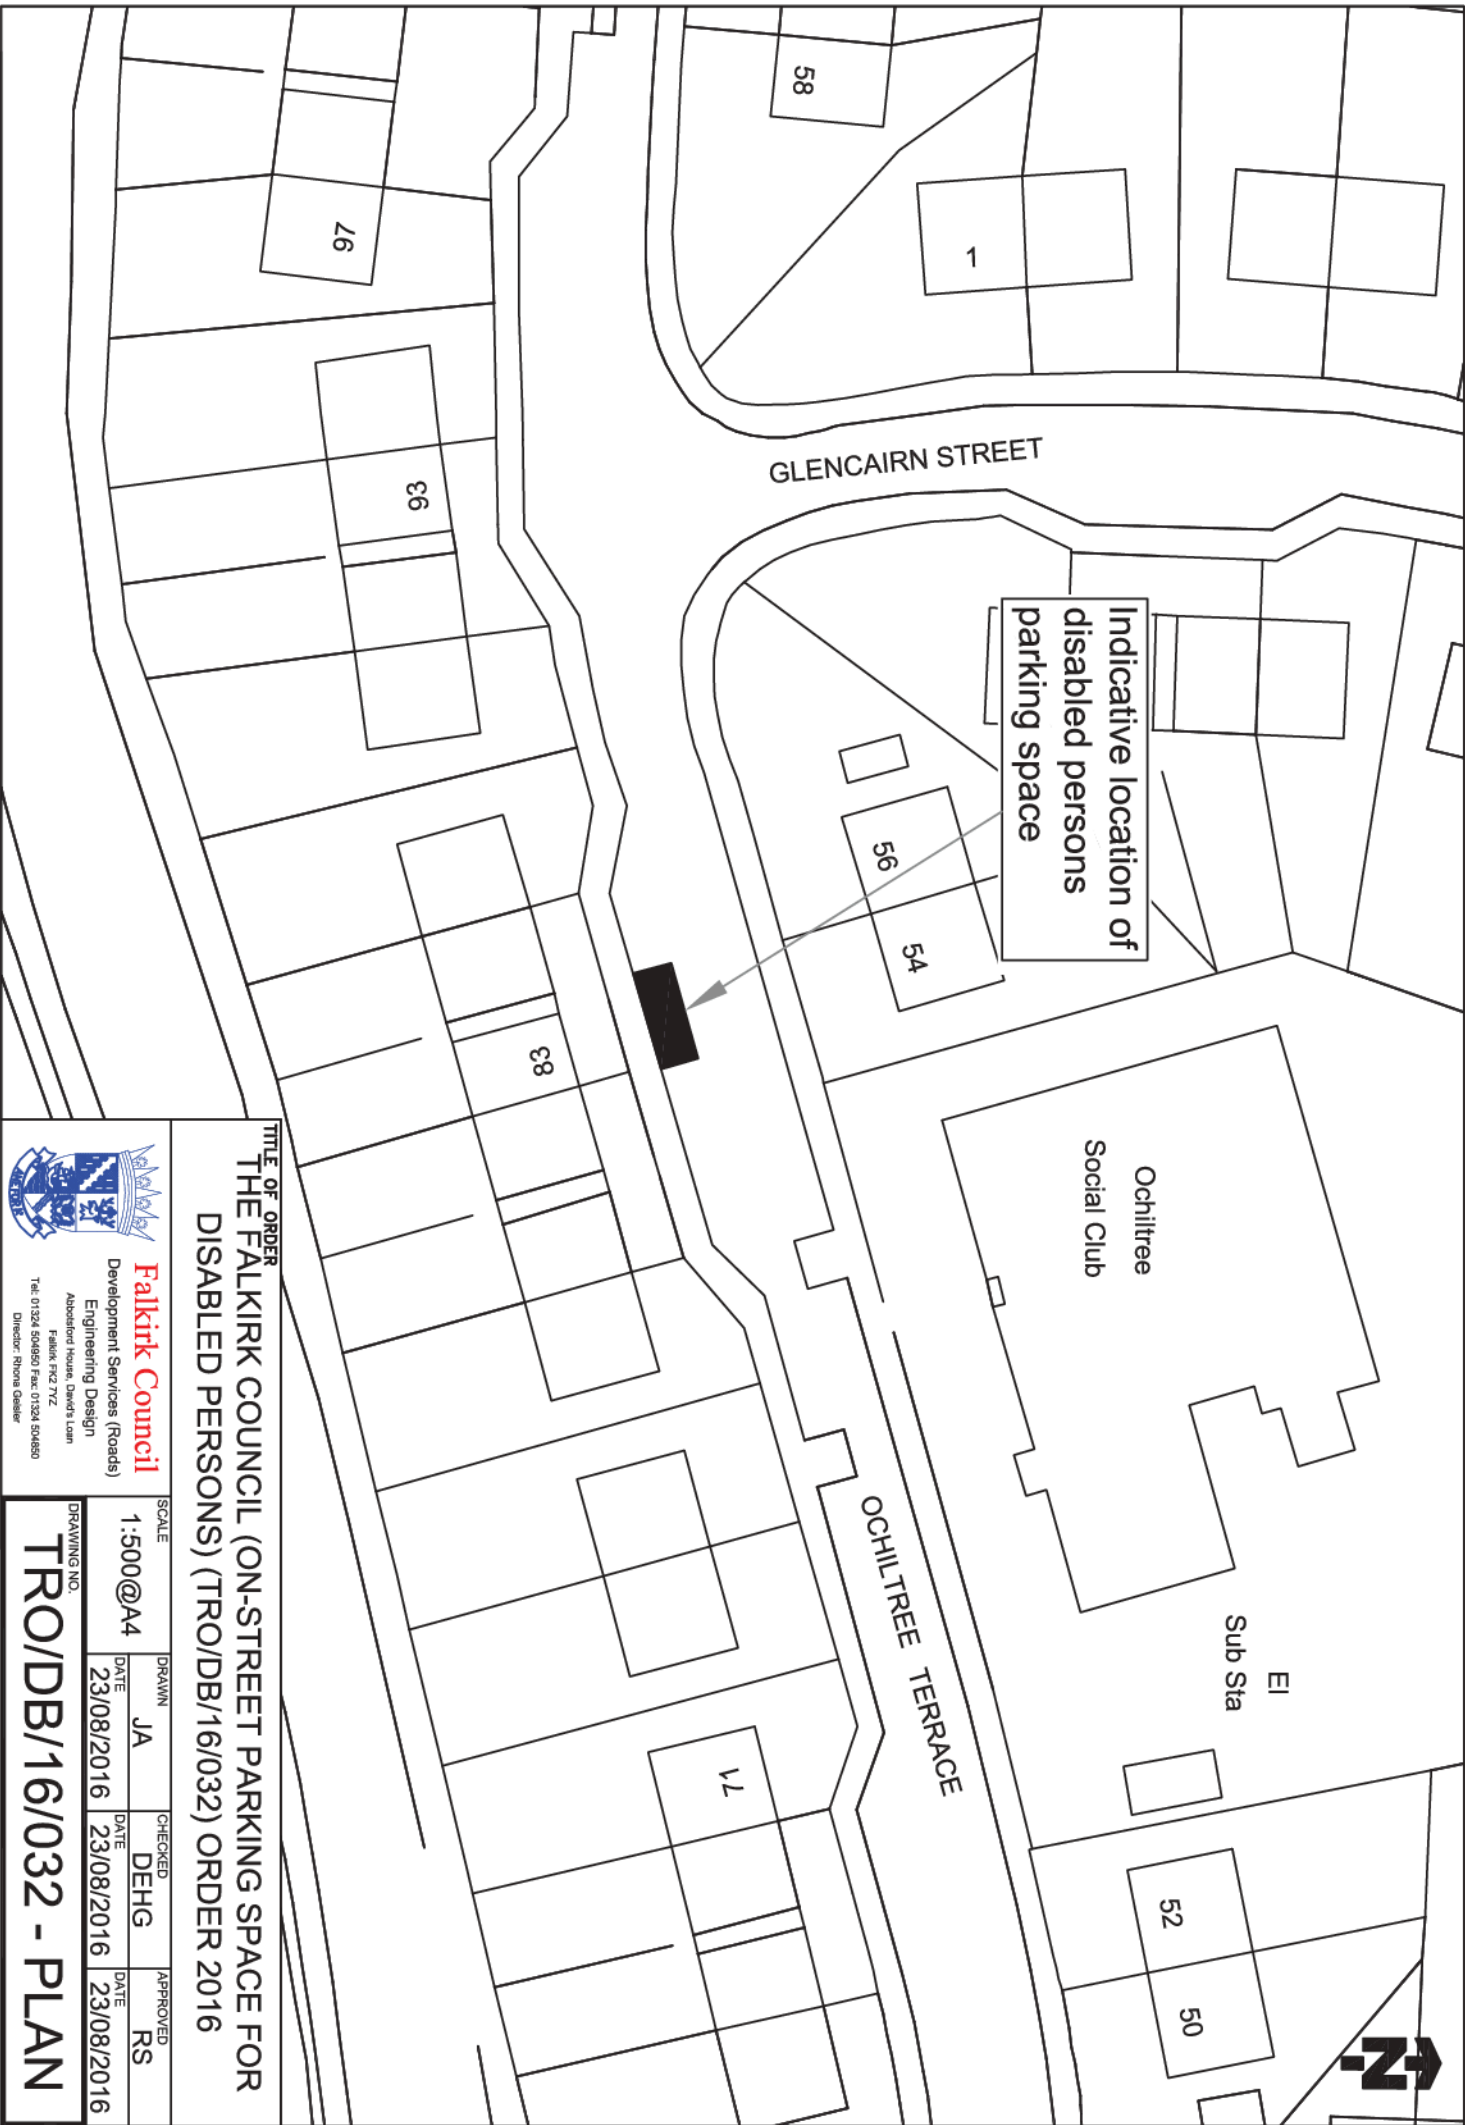 58
97
1
93
GLENCAIRN STREET
Indicative location of
disabled persons
parking space
56
54
83
Ochiltree
Social Club
El
Sub Sta
OCHILTREE TERRACE
71
52
50
N
TITLE OF ORDER
THE FALKIRK COUNCIL (ON-STREET PARKING SPACE FOR
DISABLED PERSONS) (TRO/DB/16/032) ORDER 2016
Falkirk Council
Development Services (Roads)
Engineering Design
Abbotsford House, David's Loan
Falkirk FK2 7YZ
Tel: 01324 504950 Fax: 01324 504850
Director: Rhona Geisler
SCALE
1:500@A4
DRAWN
JA
DATE
23/08/2016
CHECKED
DEHG
DATE
23/08/2016
APPROVED
RS
DATE
23/08/2016
DRAWING NO.
TRO/DB/16/032 - PLAN